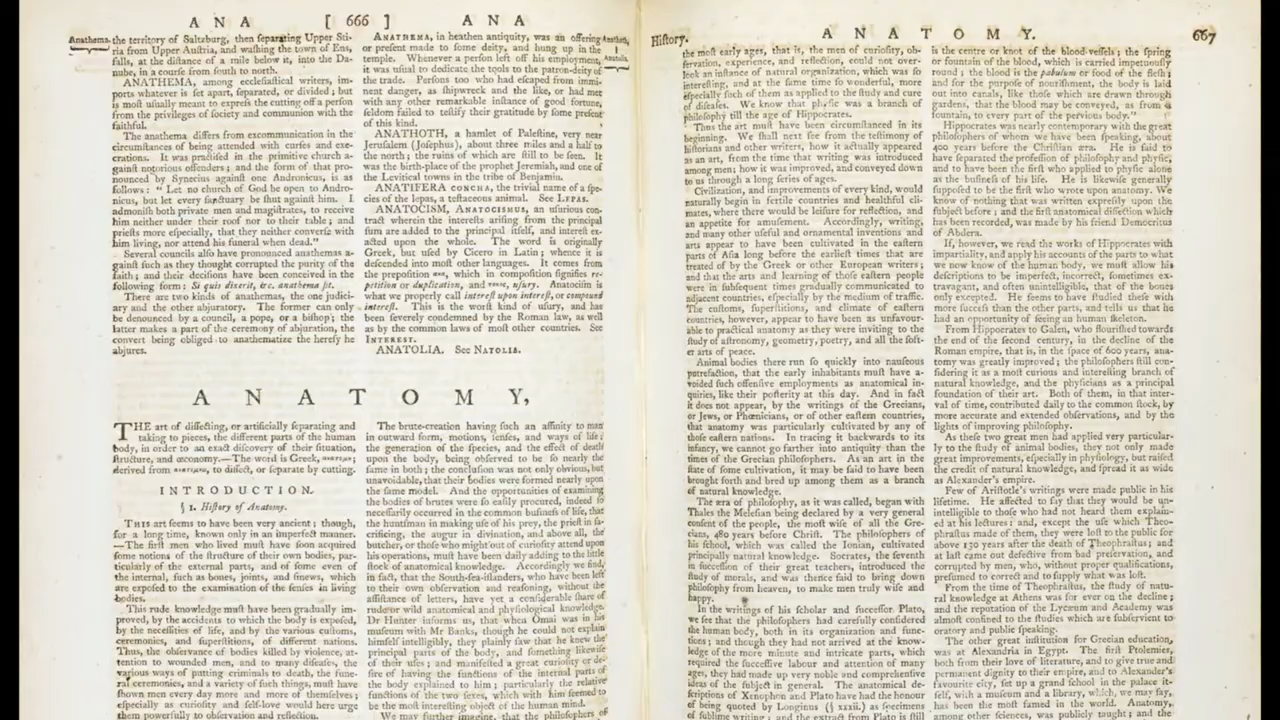 ANA [ 666 ] ANA
Anathema.
the territory of Saltzburg, then separating Upper Sti-
ria from Upper Austria, and washing the town of Ens,
falls, at the distance of a mile below it, into the Da-
nube, in a course from south to north.
ANATHEMA, among ecclesiastical writers, im-
ports whatever is set apart, separated, or divided; but
is most usually meant to express the cutting off a person
from the privileges of society and communion with the
faithful.
The anathema differs from excommunication in the
circumstances of being attended with curses and exe-
crations. It was practised in the primitive church a-
gainst notorious offenders; and the form of that pro-
nounced by Synecius against one Andronicus, is as
follows: " Let no church of God be open to Andro-
nicus, but let every sanctuary be shut against him. I
admonish both private men and magistrates, to receive
him neither under their roof nor to their table; and
priests more especially, that they neither converse with
him living, nor attend his funeral when dead."
Several councils also have pronounced anathemas a-
gainst such as they thought corrupted the purity of the
faith; and their decisions have been conceived in the
following form: Si quis dixerit, &c. anathema sit.
There are two kinds of anathemas, the one judici-
ary and the other abjuratory. The former can only
be denounced by a council, a pope, or a bishop; the
latter makes a part of the ceremony of abjuration, the
convert being obliged to anathematize the heresy he
abjures.
ANATHEMA, in heathen antiquity, was an offering
or present made to some deity, and hung up in the
temple. Whenever a person left off his employment,
it was usual to dedicate the tools to the patron-deity of
the trade. Persons too who had escaped from immi-
nent danger, as shipwreck and the like, or had met
with any other remarkable instance of good fortune,
seldom failed to testify their gratitude by some present
of this kind.
ANATHOTH, a hamlet of Palestine, very near
Jerusalem (Josephus), about three miles and a half to
the north; the ruins of which are still to be seen. It
was the birth-place of the prophet Jeremiah, and one of
the Levitical towns in the tribe of Benjamin.
ANATIFERA CONCHA, the trivial name of a spe-
cies of the lepas, a testaceous animal. See LEPAS.
ANATOCISM, ANATOCISMUS, an usurious con-
tract wherein the interests arising from the principal
sum are added to the principal itself, and interest ex-
acted upon the whole. The word is originally
Greek, but used by Cicero in Latin; whence it is
descended into most other languages. It comes from
the preposition ανα, which in composition signifies re-
petition or duplication, and τοκος, usury. Anatocism is
what we properly call interest upon interest, or compound
interest. This is the worst kind of usury, and has
been severely condemned by the Roman law, as well
as by the common laws of most other countries. See
INTEREST.
ANATOLIA. See NATOLIA.
ANATOMY,
THE art of dissecting, or artificially separating and
taking to pieces, the different parts of the human
body, in order to an exact discovery of their situation,
structure, and œconomy.—The word is Greek,
derived from to dissect, or separate by cutting.
INTRODUCTION.
§ 1. History of Anatomy.
THIS art seems to have been very ancient; though,
for a long time, known only in an imperfect manner.
—The first men who lived must have soon acquired
some notions of the structure of their own bodies, par-
ticularly of the external parts, and of some even of
the internal, such as bones, joints, and sinews, which
are exposed to the examination of the senses in living
bodies.
This rude knowledge must have been gradually im-
proved, by the accidents to which the body is exposed,
by the necessities of life, and by the various customs,
ceremonies, and superstitions, of different nations.
Thus, the observance of bodies killed by violence, at-
tention to wounded men, and to many diseases, the
various ways of putting criminals to death, the fune-
ral ceremonies, and a variety of such things, must have
shown men every day more and more of themselves;
especially as curiosity and self-love would here urge
them powerfully to observation and reflection.
The brute-creation having such an affinity to man
in outward form, motions, senses, and ways of life;
the generation of the species, and the effect of death
upon the body, being observed to be so nearly the
same in both; the conclusion was not only obvious, but
unavoidable, that their bodies were formed nearly upon
the same model. And the opportunities of examining
the bodies of brutes were so easily procured, indeed so
necessarily occurred in the common business of life, that
the huntsman in making use of his prey, the priest in sa-
crificing, the augur in divination, and above all, the
butcher, or those who might out of curiosity attend upon
his operations, must have been daily adding to the little
stock of anatomical knowledge. Accordingly we find,
in fact, that the South-sea-islanders, who have been left
to their own observation and reasoning, without the
assistance of letters, have yet a considerable share of
rude or wild anatomical and physiological knowledge.
Dr Hunter informs us, that when Omai was in his
museum with Mr Banks, though he could not explain
himself intelligibly, they plainly saw that he knew the
principal parts of the body, and something likewise
of their uses; and manifested a great curiosity or de-
sire of having the functions of the internal parts of
the body explained to him; particularly the relative
functions of the two sexes, which with him seemed to
be the most interesting object of the human mind.
We may further imagine, that the philosophers of
History. ANATOMY. 667
the most early ages, that is, the men of curiosity, ob-
servation, experience, and reflection, could not over-
look an instance of natural organization, which was so
interesting, and at the same time so wonderful, more
especially such of them as applied to the study and cure
of diseases. We know that physic was a branch of
philosophy till the age of Hippocrates.
Thus the art must have been circumstanced in its
beginning. We shall next see from the testimony of
historians and other writers, how it actually appeared
as an art, from the time that writing was introduced
among men; how it was improved, and conveyed down
to us through a long series of ages.
Civilization, and improvements of every kind, would
naturally begin in fertile countries and healthful cli-
mates, where there would be leisure for reflection, and
an appetite for amusement. Accordingly, writing,
and many other useful and ornamental inventions and
arts appear to have been cultivated in the eastern
parts of Asia long before the earliest times that are
treated of by the Greek or other European writers;
and that the arts and learning of those eastern people
were in subsequent times gradually communicated to
adjacent countries, especially by the medium of traffic.
The customs, superstitions, and climate of eastern
countries, however, appear to have been as unfavour-
able to practical anatomy as they were inviting to the
study of astronomy, geometry, poetry, and all the soft-
er arts of peace.
Animal bodies there run so quickly into nauseous
putrefaction, that the early inhabitants must have a-
voided such offensive employments as anatomical in-
quiries, like their posterity at this day. And in fact
it does not appear, by the writings of the Grecians,
or Jews, or Phœnicians, or of other eastern countries,
that anatomy was particularly cultivated by any of
those eastern nations. In tracing it backwards to its
infancy, we cannot go farther into antiquity than the
times of the Grecian philosophers. As an art in the
state of some cultivation, it may be said to have been
brought forth and bred up among them as a branch
of natural knowledge.
The æra of philosophy, as it was called, began with
Thales the Melesian being declared by a very general
consent of the people, the most wise of all the Gre-
cians, 480 years before Christ. The philosophers of
his school, which was called the Ionian, cultivated
principally natural knowledge. Socrates, the seventh
in succession of their great teachers, introduced the
study of morals, and was thence said to bring down
philosophy from heaven, to make men truly wise and
happy.
In the writings of his scholar and successor Plato,
we see that the philosophers had carefully considered
the human body, both in its organization and func-
tions; and though they had not arrived at the know-
ledge of the more minute and intricate parts, which
required the successive labour and attention of many
ages, they had made up very noble and comprehensive
ideas of the subject in general. The anatomical de-
scriptions of Xenophon and Plato have had the honour
of being quoted by Longinus (§ xxxii.) as specimens
of sublime writing; and the extract from Plato is still
is the centre or knot of the blood-vessels; the spring
or fountain of the blood, which is carried impetuously
round; the blood is the pabulum or food of the flesh;
and for the purpose of nourishment, the body is laid
out into canals, like those which are drawn through
gardens, that the blood may be conveyed, as from a
fountain, to every part of the pervious body."
Hippocrates was nearly contemporary with the great
philosophers of whom we have been speaking, about
400 years before the Christian æra. He is said to
have separated the profession of philosophy and physic,
and to have been the first who applied to physic alone
as the business of his life. He is likewise generally
supposed to be the first who wrote upon anatomy. We
know of nothing that was written expressly upon the
subject before; and the first anatomical dissection which
has been recorded, was made by his friend Democritus
of Abdera.
If, however, we read the works of Hippocrates with
impartiality, and apply his accounts of the parts to what
we now know of the human body, we must allow his
descriptions to be imperfect, incorrect, sometimes ex-
travagant, and often unintelligible, that of the bones
only excepted. He seems to have studied these with
more success than the other parts, and tells us that he
had an opportunity of seeing an human skeleton.
From Hippocrates to Galen, who flourished towards
the end of the second century, in the decline of the
Roman empire, that is, in the space of 600 years, ana-
tomy was greatly improved; the philosophers still con-
sidering it as a most curious and interesting branch of
natural knowledge, and the physicians as a principal
foundation of their art. Both of them, in that inter-
val of time, contributed daily to the common stock, by
more accurate and extended observations, and by the
lights of improving philosophy.
As these two great men had applied very particular-
ly to the study of animal bodies, they not only made
great improvements, especially in physiology, but raised
the credit of natural knowledge, and spread it as wide
as Alexander's empire.
Few of Aristotle's writings were made public in his
lifetime. He affected to say that they would be un-
intelligible to those who had not heard them explain-
ed at his lectures; and, except the use which Theo-
phrastus made of them, they were lost to the public for
above 130 years after the death of Theophrastus; and
at last came out defective from bad preservation, and
corrupted by men, who, without proper qualifications,
presumed to correct and to supply what was lost.
From the time of Theophrastus, the study of natu-
ral knowledge at Athens was for ever on the decline;
and the reputation of the Lycæum and Academy was
almost confined to the studies which are subservient to
oratory and public speaking.
The other great institution for Grecian education,
was at Alexandria in Egypt. The first Ptolemies,
both from their love of literature, and to give true and
permanent dignity to their empire, and to Alexander's
favourite city, set up a grand school in the palace it-
self, with a museum and a library, which, we may say,
has been the most famed in the world. Anatomy,
among other sciences, was publicly taught; and the